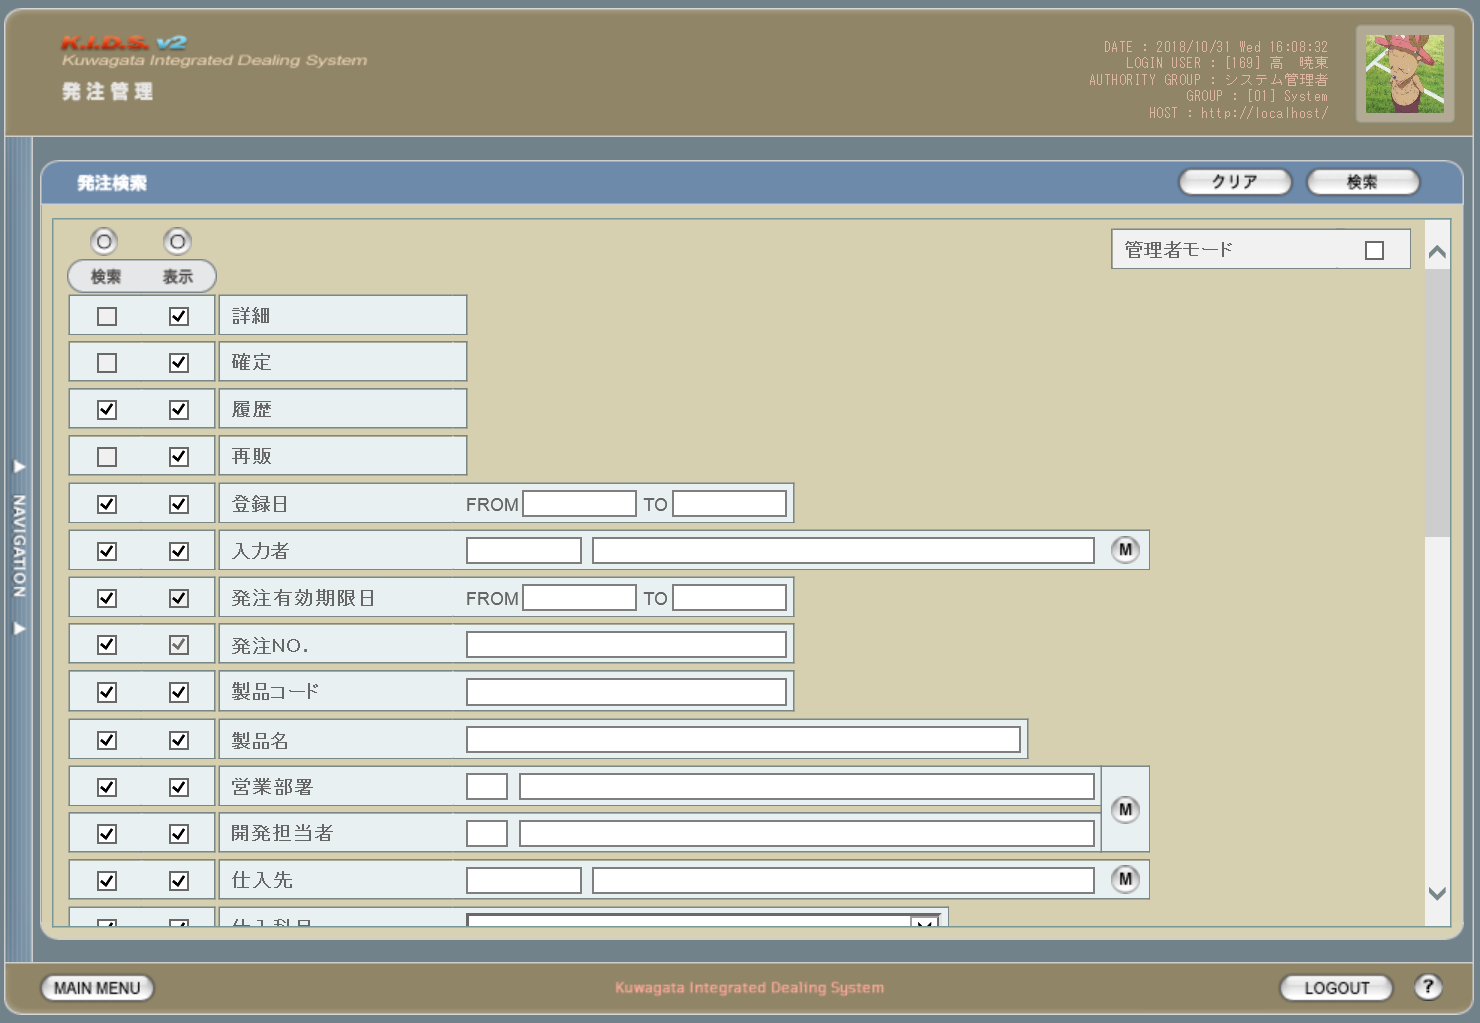 K.I.D.S. v2
Kuwagata Integrated Dealing System
発注管理
DATE : 2018/10/31 Wed 16:08:32
LOGIN USER : [169] 高　暁東
AUTHORITY GROUP : システム管理者
GROUP : [01] System
HOST : http://localhost/
発注検索
クリア
検索
管理者モード
検索 表示
詳細
確定
履歴
再販
登録日 FROM TO
入力者 M
発注有効期限日 FROM TO
発注NO.
製品コード
製品名
営業部署
M
開発担当者
仕入先 M
仕入科目
NAVIGATION
MAIN MENU
Kuwagata Integrated Dealing System
LOGOUT
?